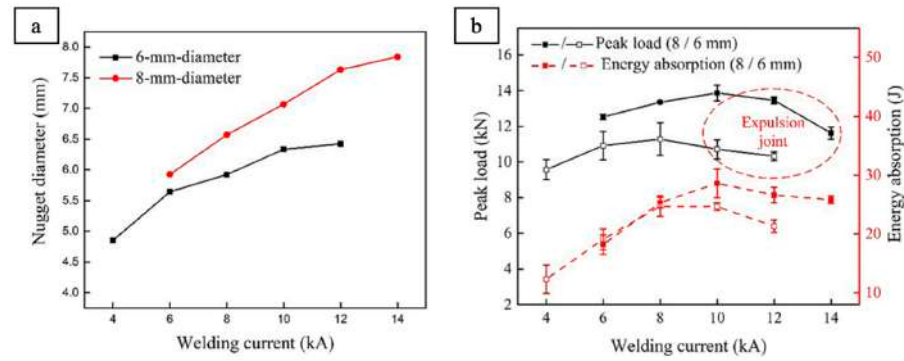 a
8.0
7.5
7.0
6.5
6.0
5.5
5.0
4.5
4.0
Nugget diameter (mm)
6-mm-diameter
8-mm-diameter
4 6 8 10 12 14
Welding current (kA)
b
16
14
12
10
8
6
4
2
Peak load (kN)
Peak load (8 / 6 mm)
Energy absorption (8 / 6 mm)
Expulsion
joint
50
40
30
20
10
Energy absorption (J)
4 6 8 10 12 14
Welding current (kA)